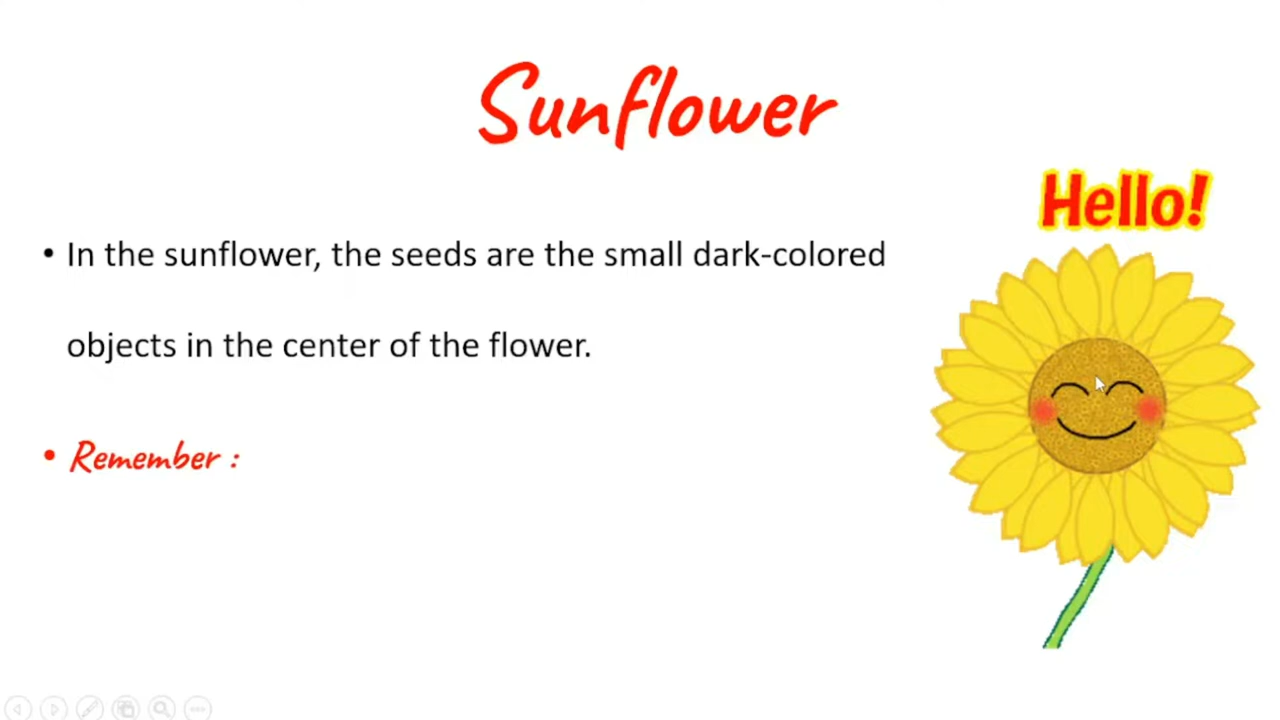 Sunflower
Hello!
• In the sunflower, the seeds are the small dark-colored
objects in the center of the flower.
• Remember :